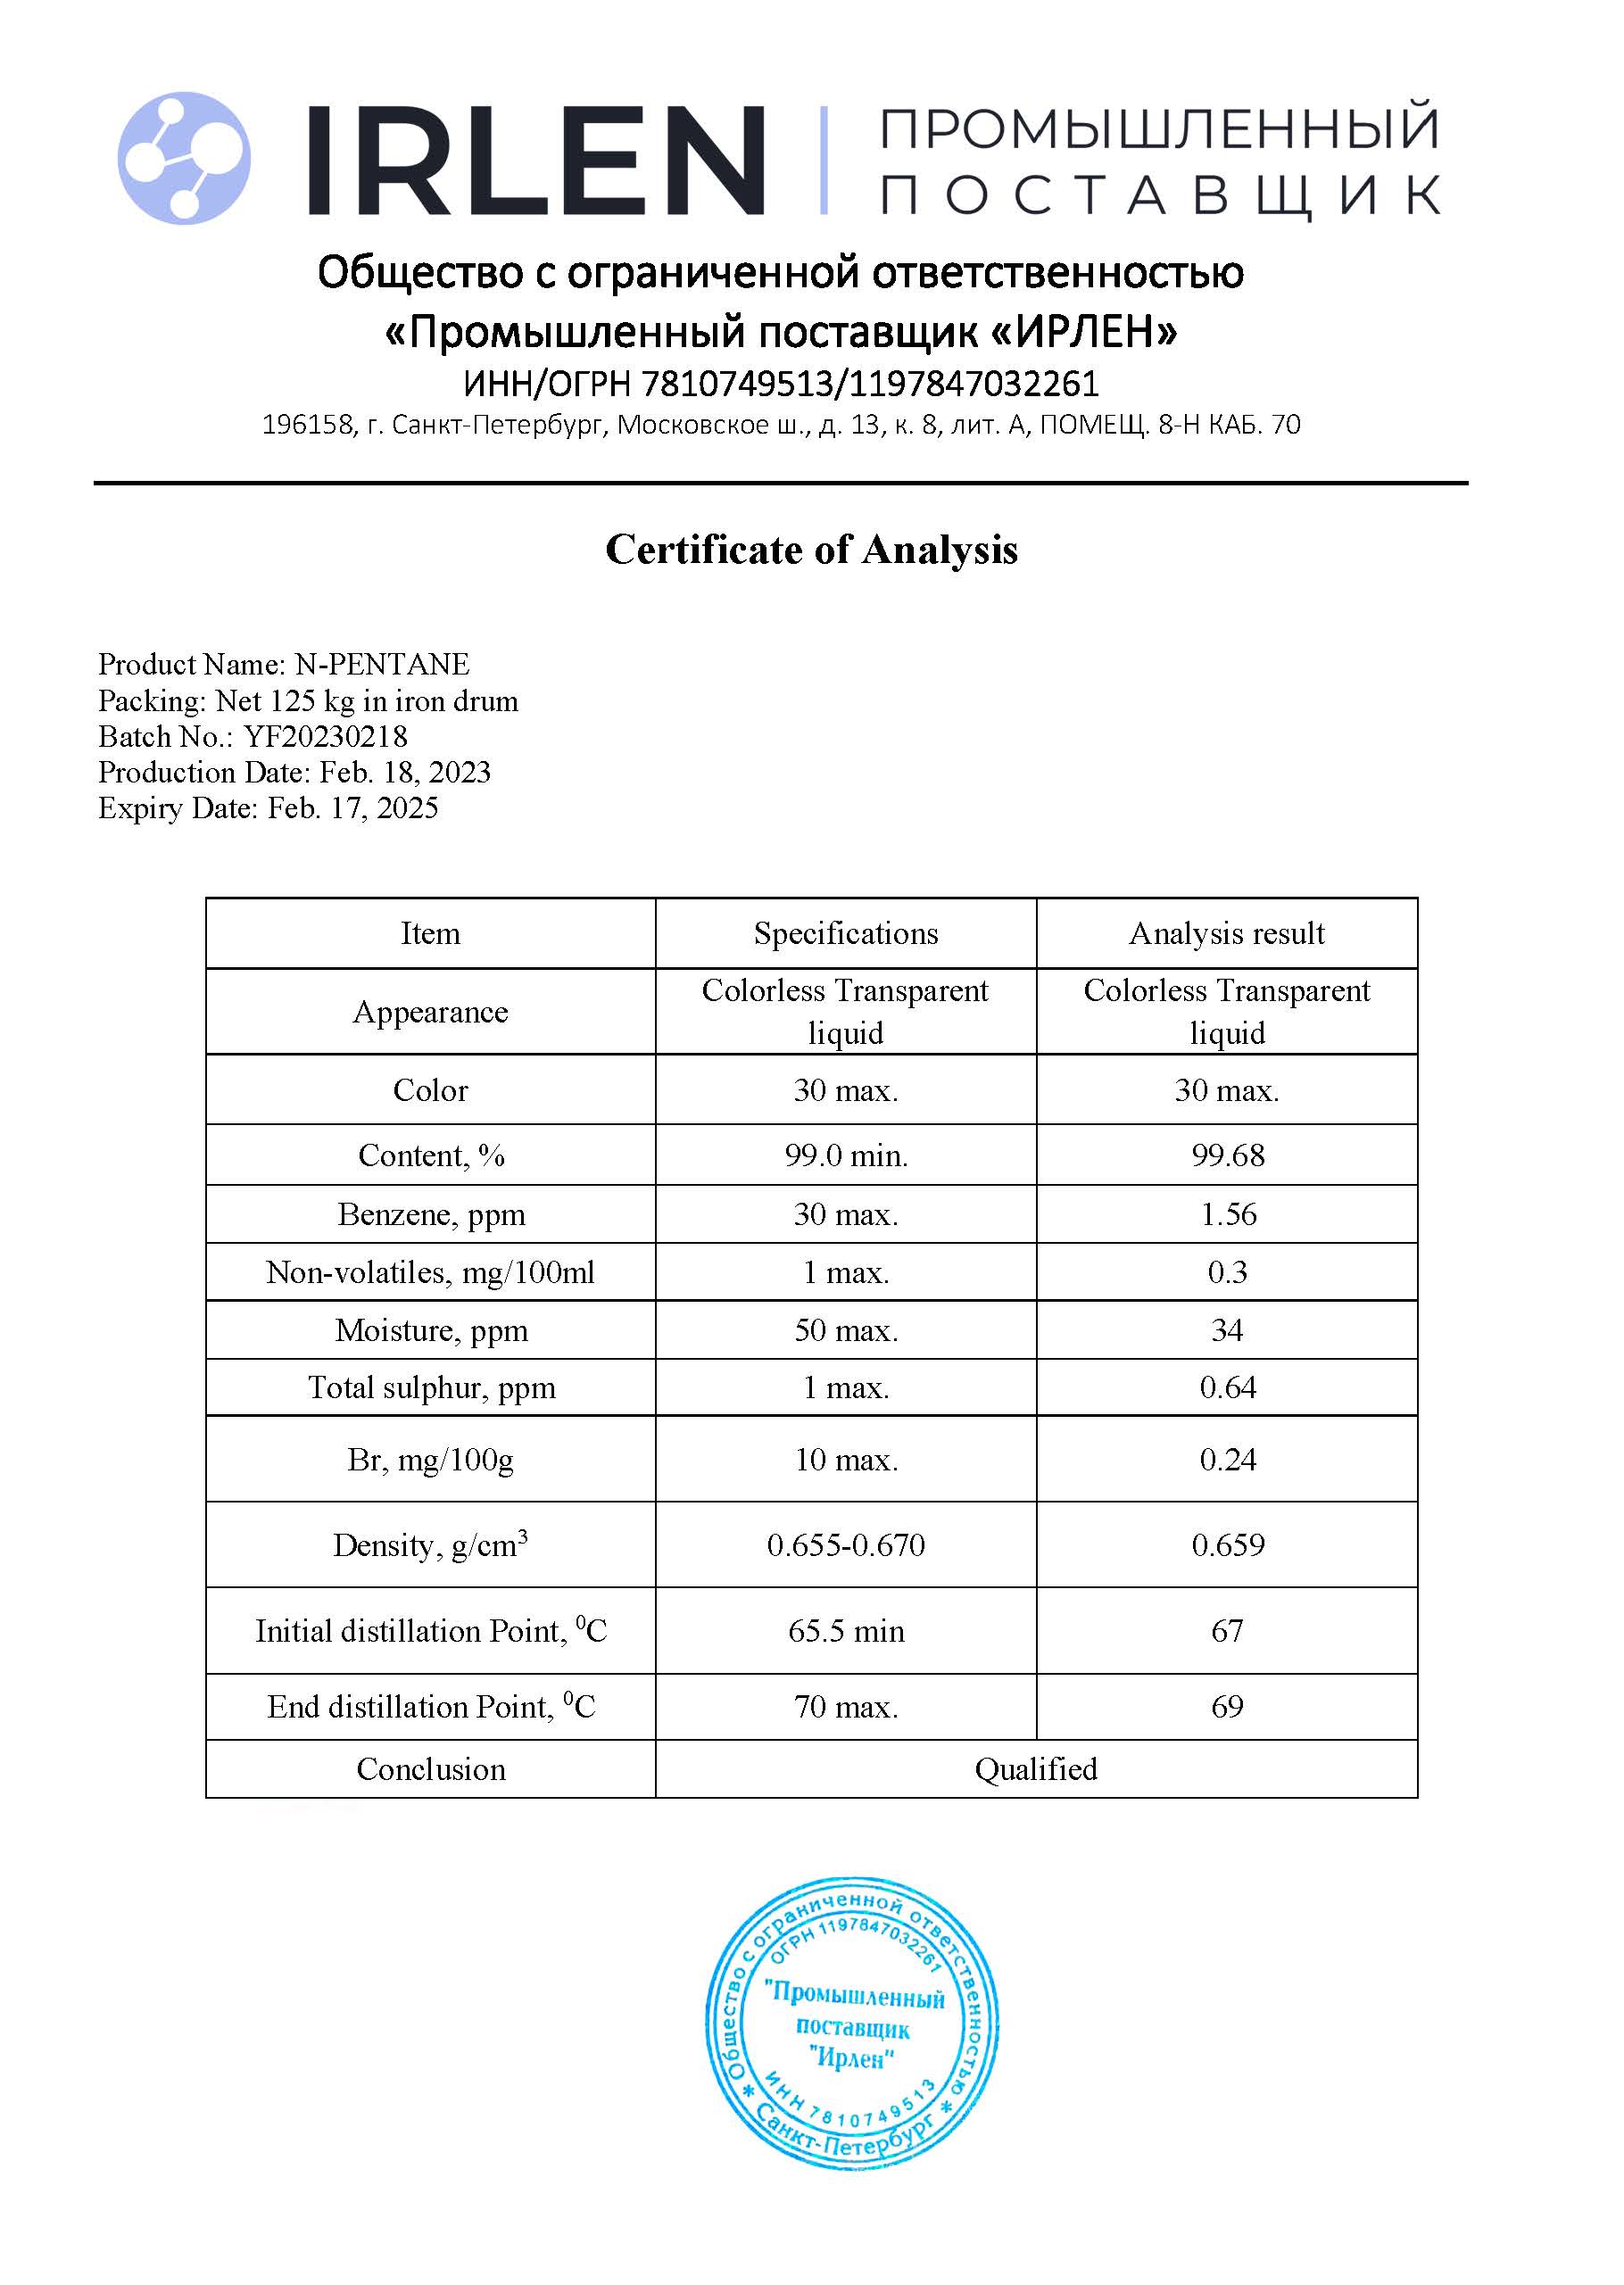 IRLEN ПРОМЫШЛЕННЫЙ
ПОСТАВЩИК
Общество с ограниченной ответственностью
«Промышленный поставщик «ИРЛЕН»
ИНН/ОГРН 7810749513/1197847032261
196158, г. Санкт-Петербург, Московское ш., д. 13, к. 8, лит. А, ПОМЕЩ. 8-Н КАБ. 70
Certificate of Analysis
Product Name: N-PENTANE
Packing: Net 125 kg in iron drum
Batch No.: YF20230218
Production Date: Feb. 18, 2023
Expiry Date: Feb. 17, 2025
Item Specifications Analysis result
Appearance Colorless Transparent liquid Colorless Transparent liquid
Color 30 max. 30 max.
Content, % 99.0 min. 99.68
Benzene, ppm 30 max. 1.56
Non-volatiles, mg/100ml 1 max. 0.3
Moisture, ppm 50 max. 34
Total sulphur, ppm 1 max. 0.64
Br, mg/100g 10 max. 0.24
Density, g/cm³ 0.655-0.670 0.659
Initial distillation Point, ⁰C 65.5 min 67
End distillation Point, ⁰C 70 max. 69
Conclusion Qualified
Общество с ограниченной ответственностью
ОГРН 1197847032261
"Промышленный
поставщик
"Ирлен"
ИНН 7810749513
* Санкт-Петербург *